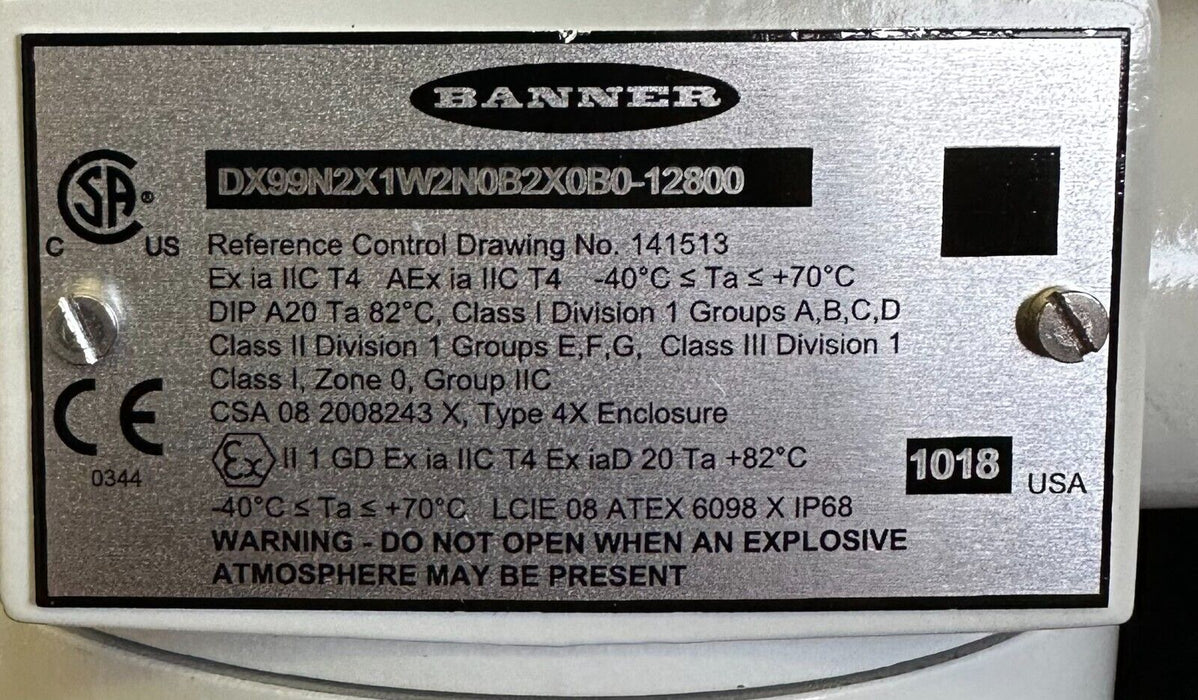 BANNER
DX99N2X1W2N0B2X0B0-12800
SA®
C US
Reference Control Drawing No. 141513
Ex ia IIC T4 AEx ia IIC T4 -40°C ≤ Ta ≤ +70°C
DIP A20 Ta 82°C, Class I Division 1 Groups A,B,C,D
Class II Division 1 Groups E,F,G, Class III Division 1
Class I, Zone 0, Group IIC
CSA 08 2008243 X, Type 4X Enclosure
CE
0344
Ex II 1 GD Ex ia IIC T4 Ex iaD 20 Ta +82°C
1018 USA
-40°C ≤ Ta ≤ +70°C LCIE 08 ATEX 6098 X IP68
WARNING - DO NOT OPEN WHEN AN EXPLOSIVE
ATMOSPHERE MAY BE PRESENT